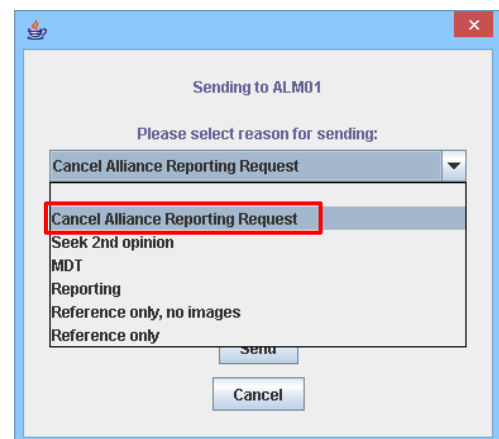 Sending to ALM01
Please select reason for sending:
Cancel Alliance Reporting Request
Cancel Alliance Reporting Request
Seek 2nd opinion
MDT
Reporting
Reference only, no images
Reference only
Send
Cancel